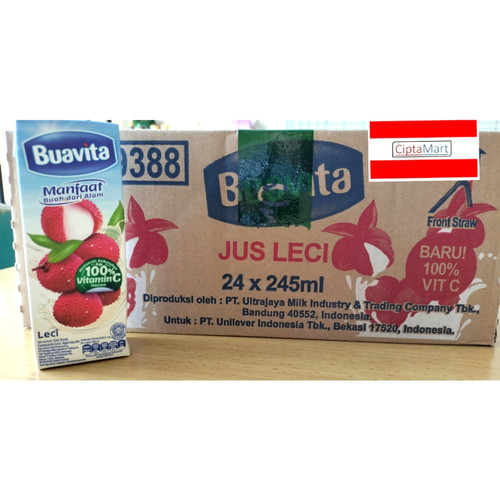 Buavita
Manfaat
Buah dari Alam
100%
Vitamin C
Leci
0388
Buavita
JUS LECI
24 x 245ml
Diproduksi oleh : PT. Ultrajaya Milk Industry & Trading Company Tbk.,
Bandung 40552, Indonesia.
Untuk : PT. Unilever Indonesia Tbk., Bekasi 17520, Indonesia.
CiptaMart
Front Straw
BARU!
100%
VIT C